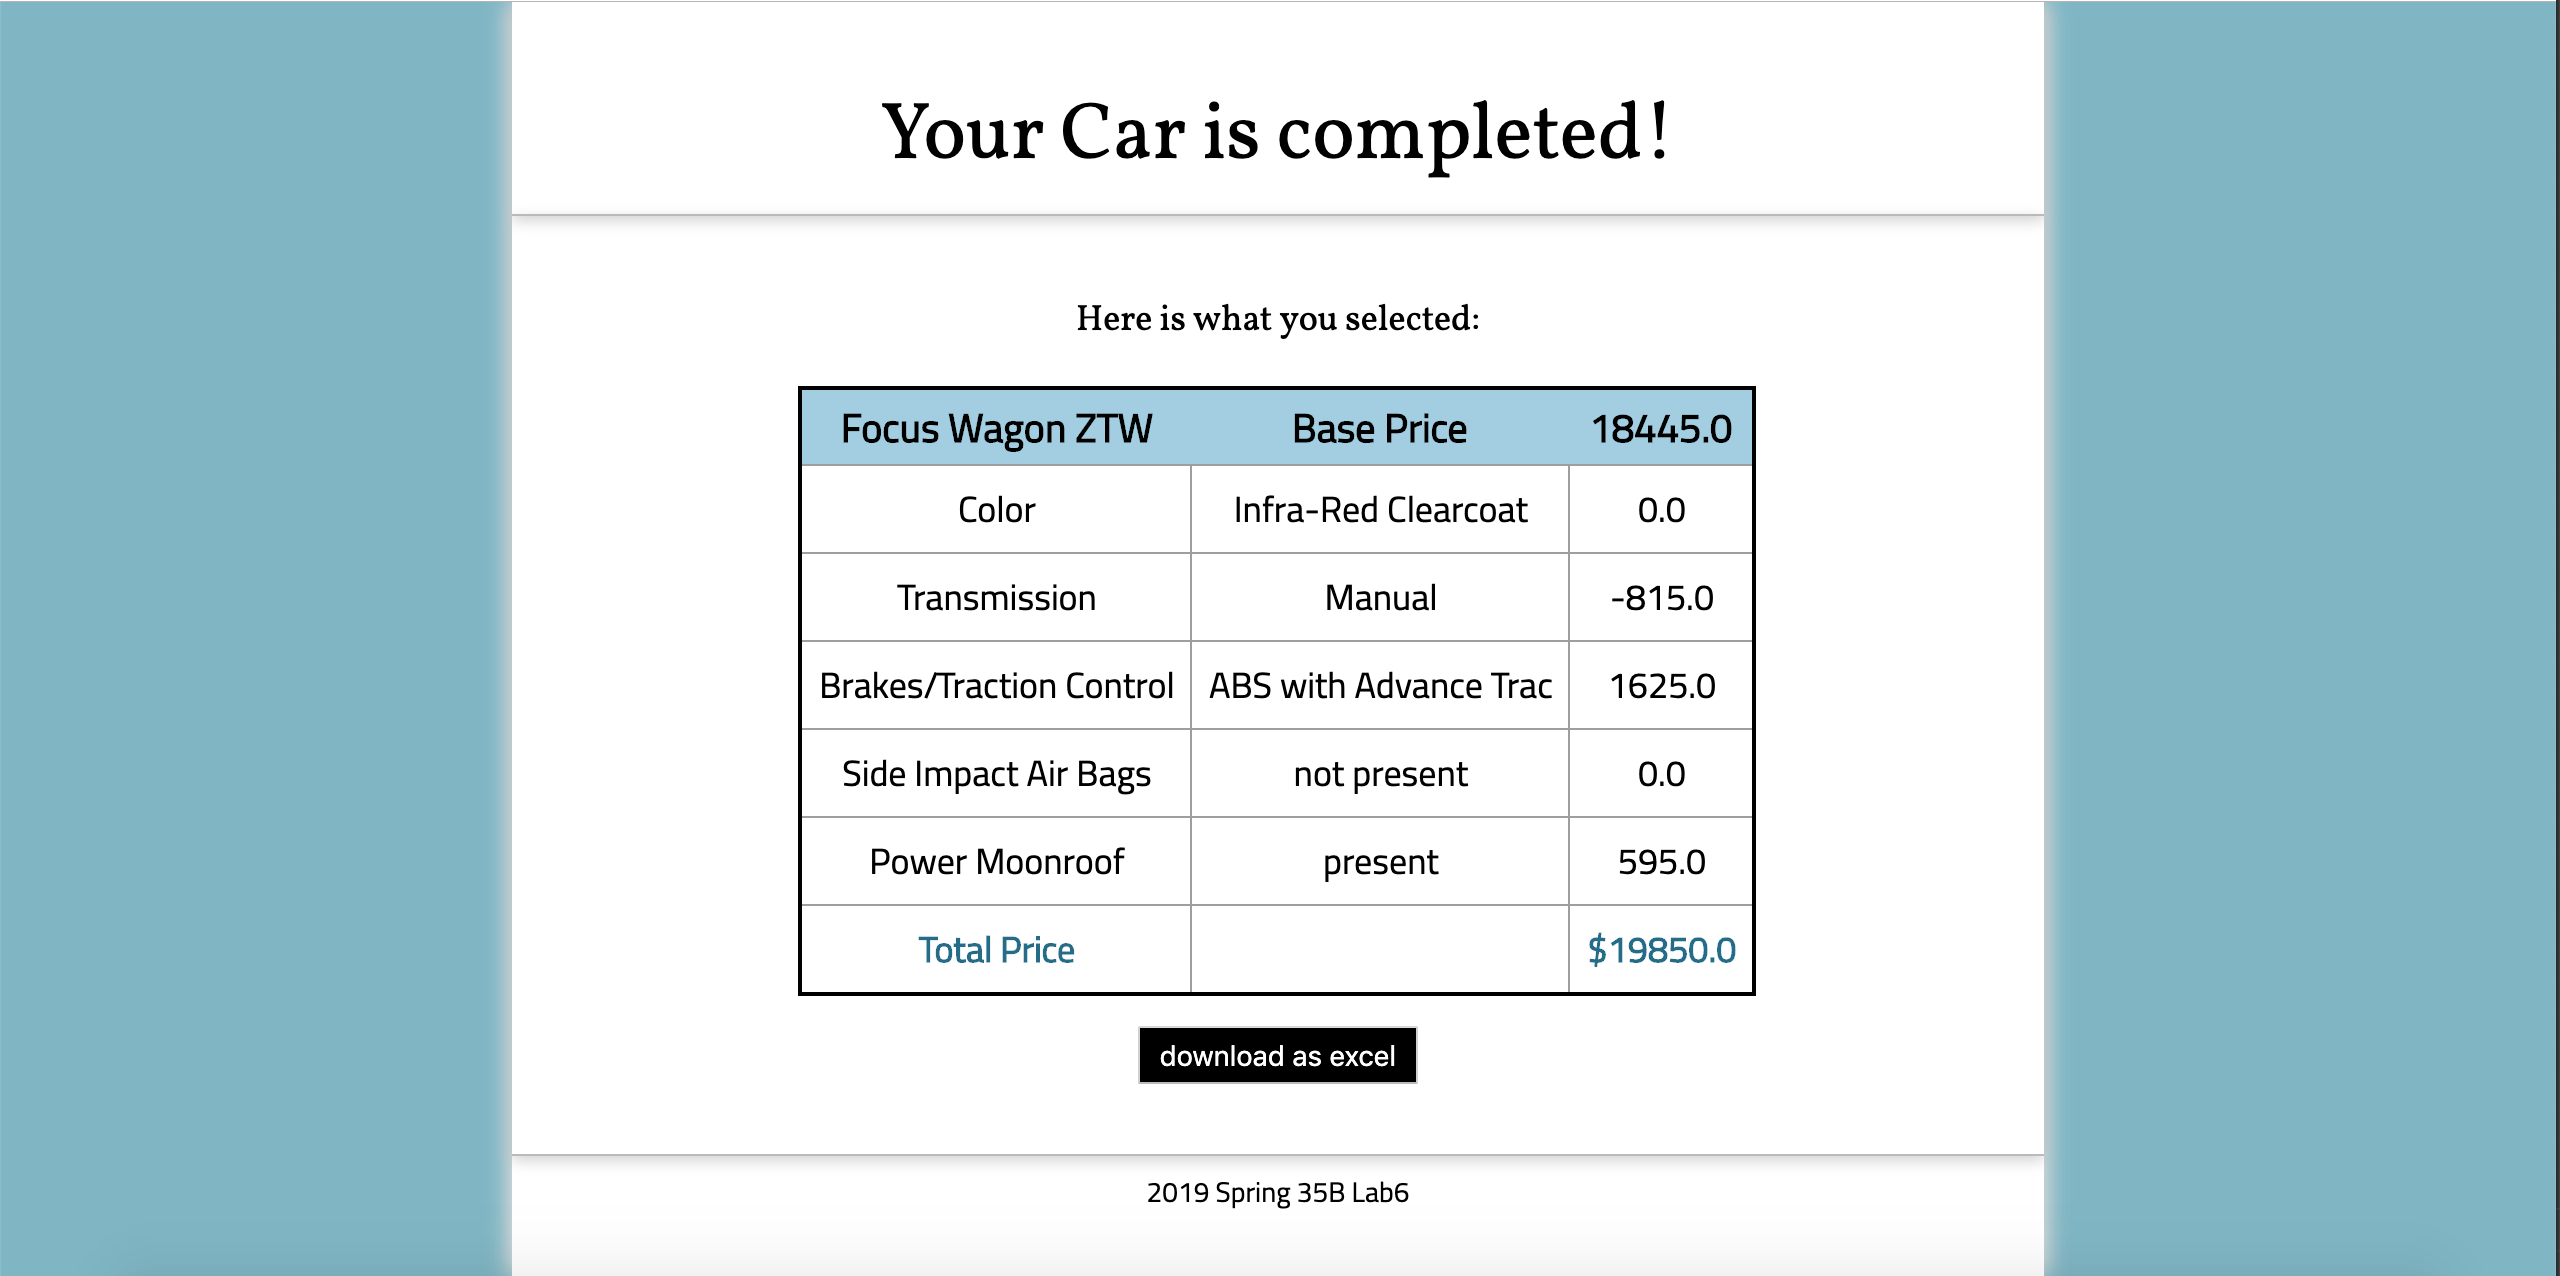 Your Car is completed!
Here is what you selected:
Focus Wagon ZTW Base Price 18445.0
Color Infra-Red Clearcoat 0.0
Transmission Manual -815.0
Brakes/Traction Control ABS with Advance Trac 1625.0
Side Impact Air Bags not present 0.0
Power Moonroof present 595.0
Total Price $19850.0
download as excel
2019 Spring 35B Lab6